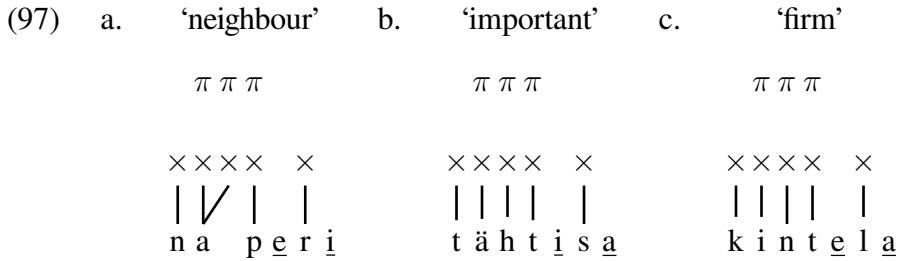 (97) a. ‘neighbour’ b. ‘important’ c. ‘firm’
π π π π π π π π π
× × × × × × × × × × × × × × ×
n a p e r i t ä h t i s a k i n t e l a